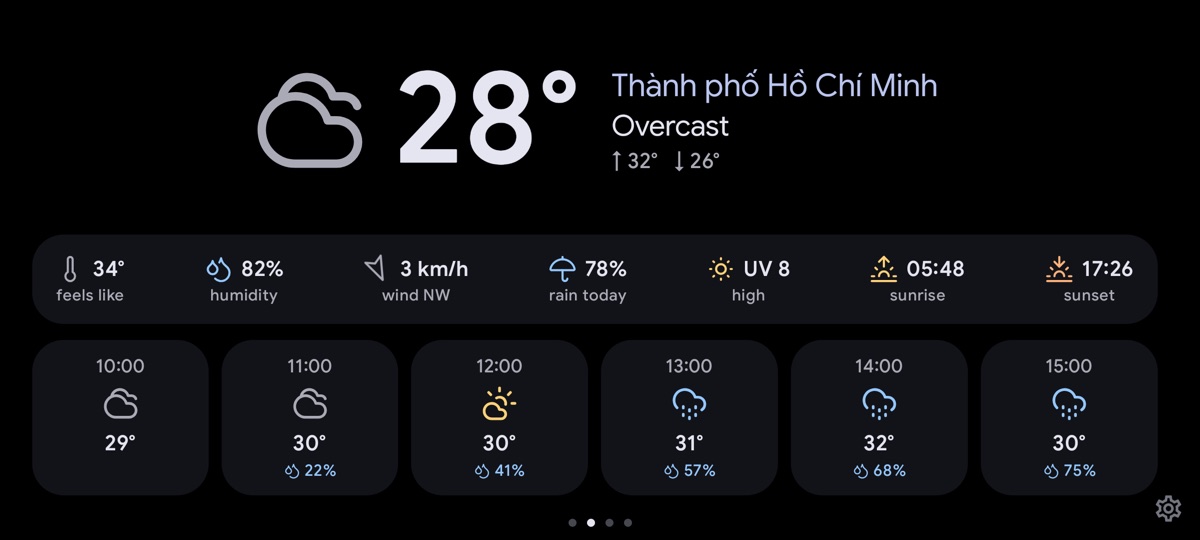 28°
Thành phố Hồ Chí Minh
Overcast
↑ 32° ↓ 26°
34°
feels like
82%
humidity
3 km/h
wind NW
78%
rain today
UV 8
high
05:48
sunrise
17:26
sunset
10:00
29°
11:00
30°
22%
12:00
30°
41%
13:00
31°
57%
14:00
32°
68%
15:00
30°
75%